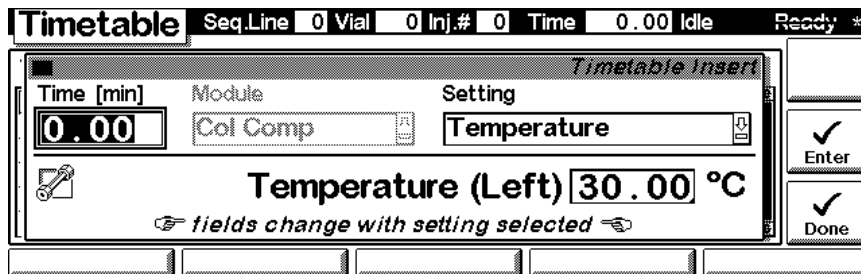 Timetable Seq.Line 0 Vial 0 Inj.# 0 Time 0.00 Idle Ready *
Timetable Insert
Time [min] Module Setting
0.00 Col Comp Temperature
Enter
Temperature (Left) 30.00 °C
fields change with setting selected
Done